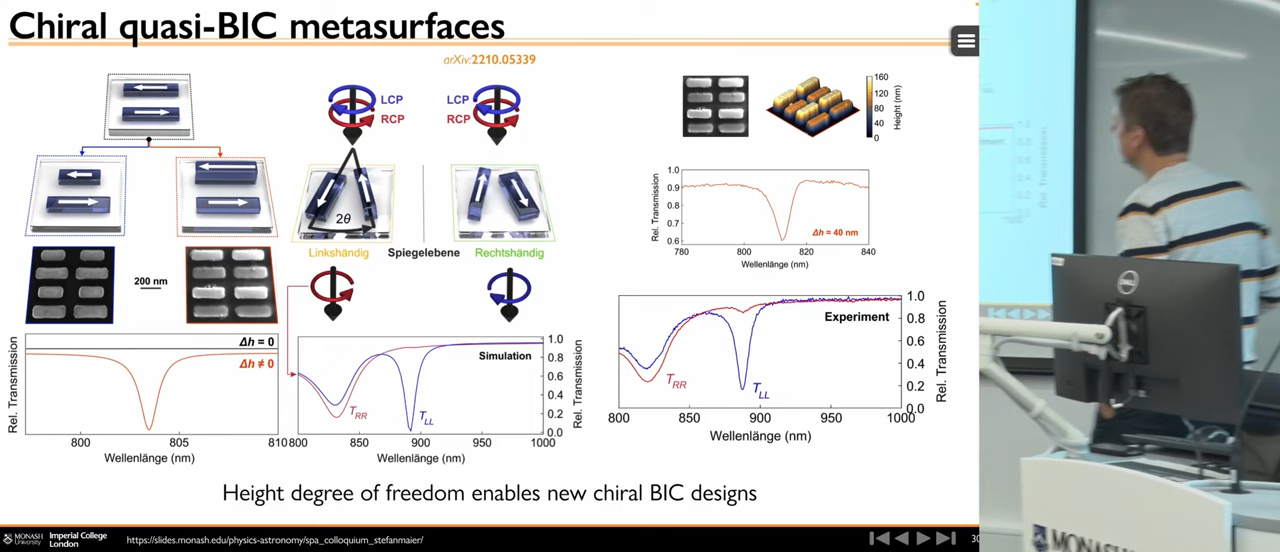 Chiral quasi-BIC metasurfaces
arXiv:2210.05339
LCP
RCP
LCP
RCP
2θ
Linkshändig
Spiegelebene
Rechtshändig
200 nm
Δh = 0
Δh ≠ 0
Rel. Transmission
800
805
810
Wellenlänge (nm)
Simulation
T_RR
T_LL
1.0
0.8
0.6
0.4
0.2
0.0
Rel. Transmission
800
850
900
950
1000
Wellenlänge (nm)
160
120
80
40
0
Height (nm)
Rel. Transmission
1.0
0.9
0.8
0.7
0.6
Δh = 40 nm
780
800
820
840
Wellenlänge (nm)
Experiment
T_RR
T_LL
1.0
0.8
0.6
0.4
0.2
0.0
Rel. Transmission
800
850
900
950
1000
Wellenlänge (nm)
Height degree of freedom enables new chiral BIC designs
MONASH University
Imperial College London
https://slides.monash.edu/physics-astronomy/spa_colloquium_stefanmaier/
30
DELL
MONASH